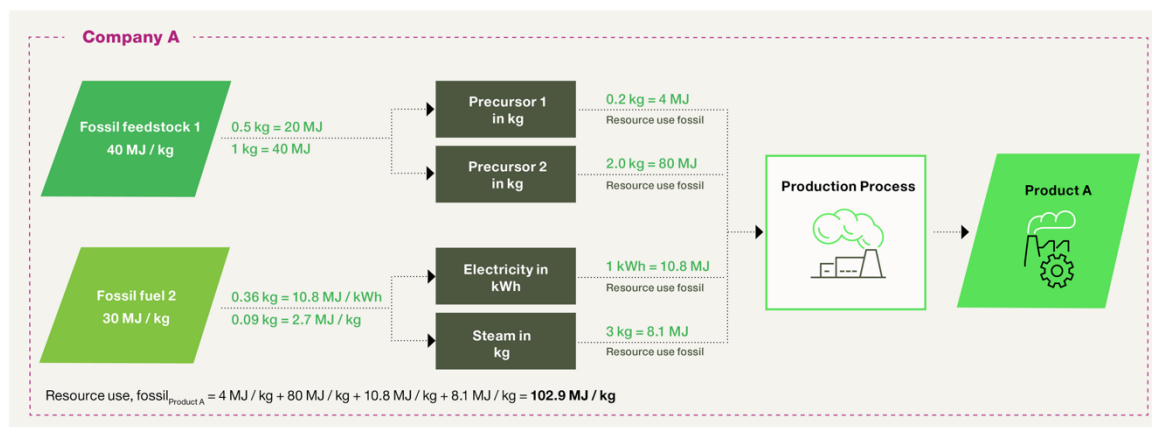 Company A
Fossil feedstock 1
40 MJ / kg
0.5 kg = 20 MJ
1 kg = 40 MJ
Precursor 1
in kg
0.2 kg = 4 MJ
Resource use fossil
Precursor 2
in kg
2.0 kg = 80 MJ
Resource use fossil
Fossil fuel 2
30 MJ / kg
0.36 kg = 10.8 MJ / kWh
0.09 kg = 2.7 MJ / kg
Electricity in
kWh
1 kWh = 10.8 MJ
Resource use fossil
Steam in
kg
3 kg = 8.1 MJ
Resource use fossil
Production Process
Product A
Resource use, fossil Product A = 4 MJ / kg + 80 MJ / kg + 10.8 MJ / kg + 8.1 MJ / kg = 102.9 MJ / kg